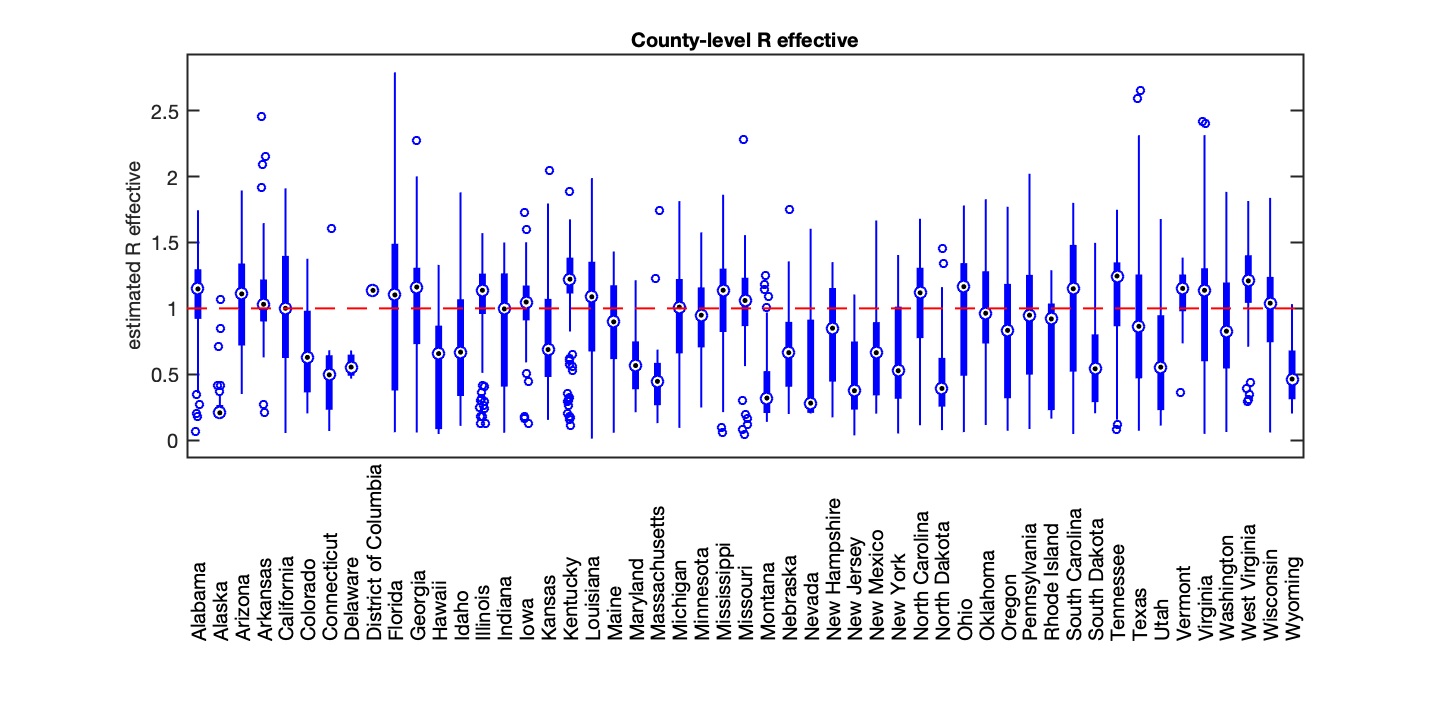 County-level R effective
estimated R effective
2.5
2
1.5
1
0.5
0
Alabama
Alaska
Arizona
Arkansas
California
Colorado
Connecticut
Delaware
District of Columbia
Florida
Georgia
Hawaii
Idaho
Illinois
Indiana
Iowa
Kansas
Kentucky
Louisiana
Maine
Maryland
Massachusetts
Michigan
Minnesota
Mississippi
Missouri
Montana
Nebraska
Nevada
New Hampshire
New Jersey
New Mexico
New York
North Carolina
North Dakota
Ohio
Oklahoma
Oregon
Pennsylvania
Rhode Island
South Carolina
South Dakota
Tennessee
Texas
Utah
Vermont
Virginia
Washington
West Virginia
Wisconsin
Wyoming